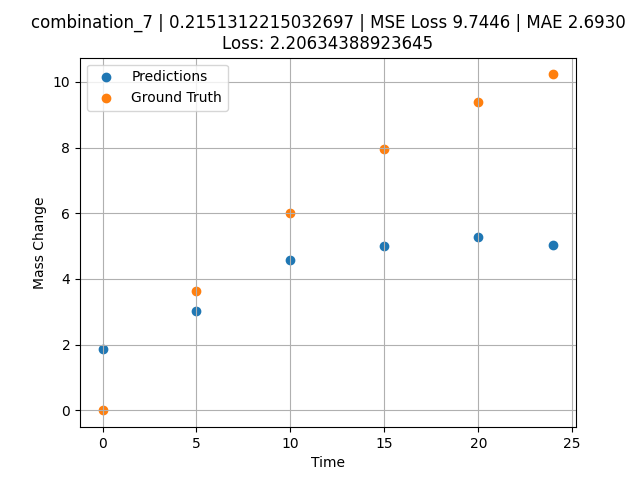 combination_7 | 0.2151312215032697 | MSE Loss 9.7446 | MAE 2.6930
Loss: 2.20634388923645
Predictions
Ground Truth
10
8
6
4
2
0
Mass Change
0 5 10 15 20 25
Time